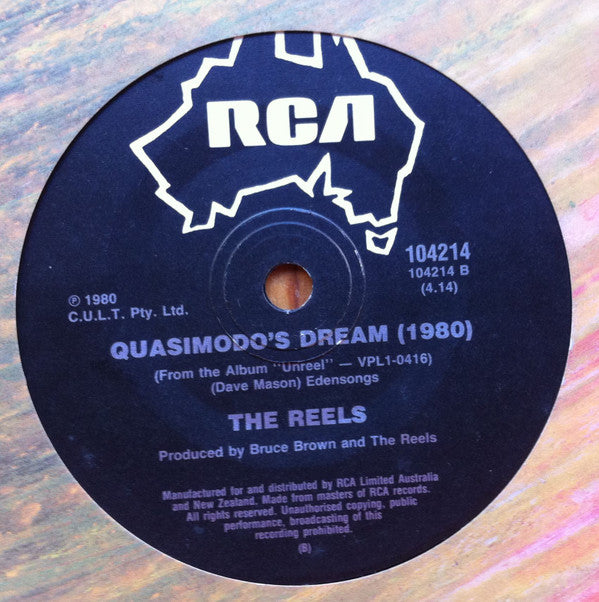 RCA
104214
104214 B
(4.14)
℗ 1980
C.U.L.T. Pty. Ltd.
QUASIMODO'S DREAM (1980)
(From the Album "Unreel" — VPL1-0416)
(Dave Mason) Edensongs
THE REELS
Produced by Bruce Brown and The Reels
Manufactured for and distributed by RCA Limited Australia
and New Zealand. Made from masters of RCA records.
All rights reserved. Unauthorised copying, public
performance, broadcasting of this
recording prohibited.
(B)